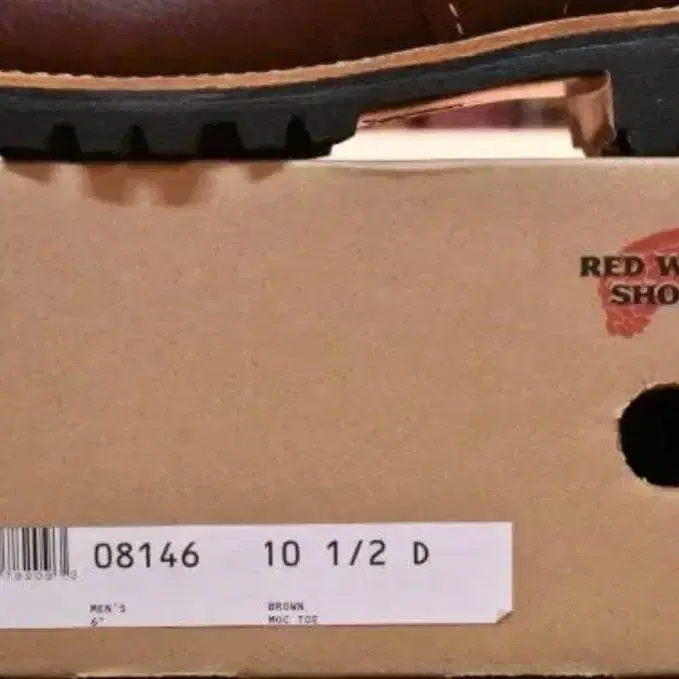 RED W
SHO
08146 10 1/2 D
MEN'S BROWN
6" MOC TOE